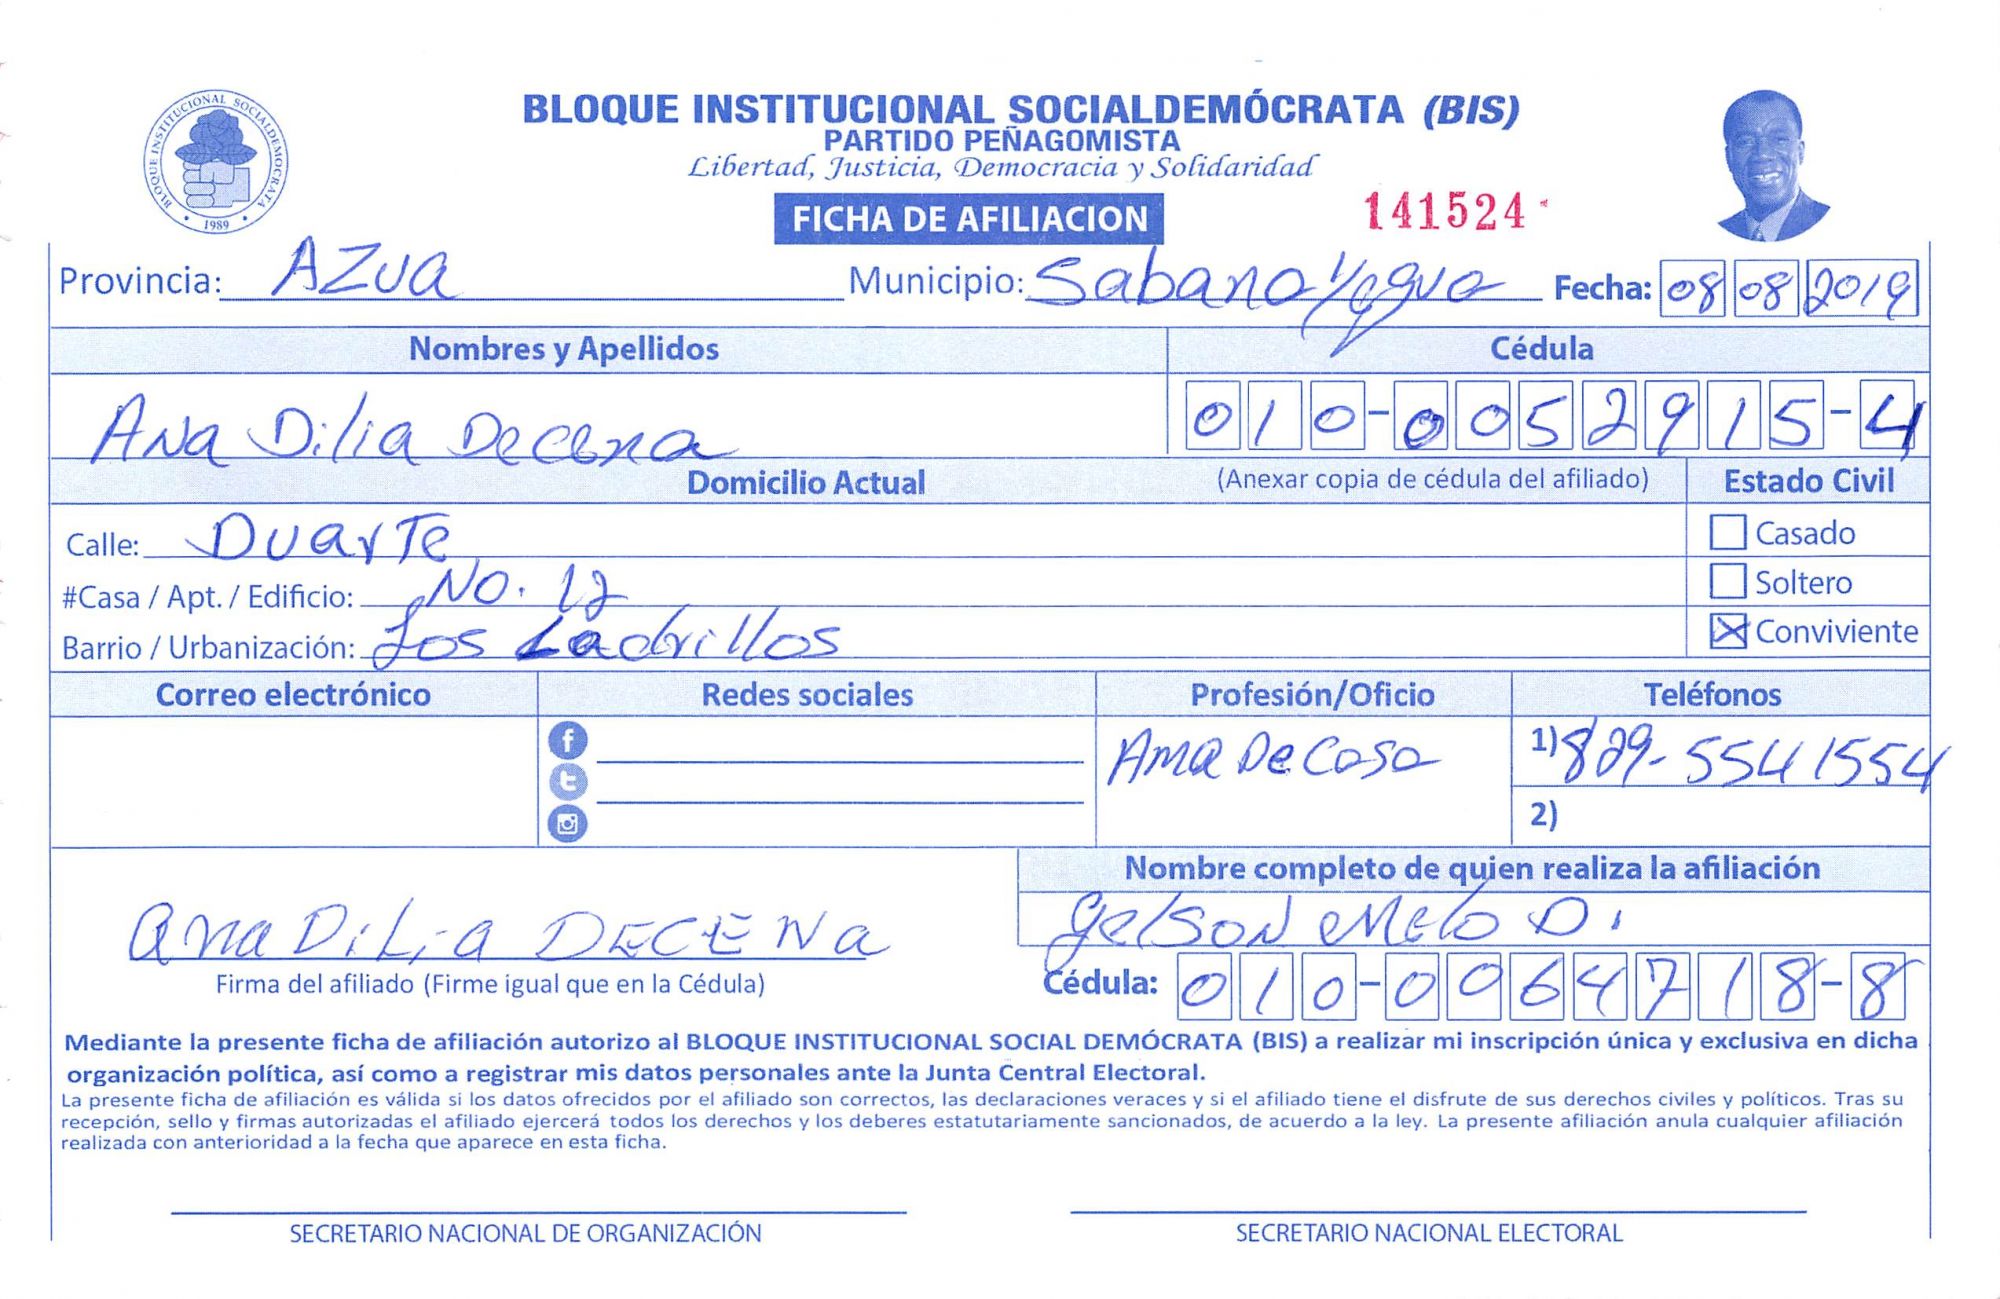 BLOQUE INSTITUCIONAL SOCIALDEMOCRATA
1989
BLOQUE INSTITUCIONAL SOCIALDEMÓCRATA (BIS)
PARTIDO PEÑAGOMISTA
Libertad, Justicia, Democracia y Solidaridad
FICHA DE AFILIACION
141524
Provincia: AZUA Municipio: Sabana Yegua Fecha: 08 08 2019
Nombres y Apellidos Cédula
Ana Dilia Decena 010-0052915-4
Domicilio Actual (Anexar copia de cédula del afiliado) Estado Civil
Calle: Duarte Casado
#Casa / Apt. / Edificio: No. 12 Soltero
Barrio / Urbanización: Los Ladrillos Conviviente
Correo electrónico Redes sociales Profesión/Oficio Teléfonos
Ama De Casa 1) 829-554 1554
2)
Nombre completo de quien realiza la afiliación
Gelson Melo D.
ana DiLia DECENa
Firma del afiliado (Firme igual que en la Cédula) Cédula: 010-0064718-8
Mediante la presente ficha de afiliación autorizo al BLOQUE INSTITUCIONAL SOCIAL DEMÓCRATA (BIS) a realizar mi inscripción única y exclusiva en dicha
organización política, así como a registrar mis datos personales ante la Junta Central Electoral.
La presente ficha de afiliación es válida si los datos ofrecidos por el afiliado son correctos, las declaraciones veraces y si el afiliado tiene el disfrute de sus derechos civiles y políticos. Tras su
recepción, sello y firmas autorizadas el afiliado ejercerá todos los derechos y los deberes estatutariamente sancionados, de acuerdo a la ley. La presente afiliación anula cualquier afiliación
realizada con anterioridad a la fecha que aparece en esta ficha.
SECRETARIO NACIONAL DE ORGANIZACIÓN SECRETARIO NACIONAL ELECTORAL